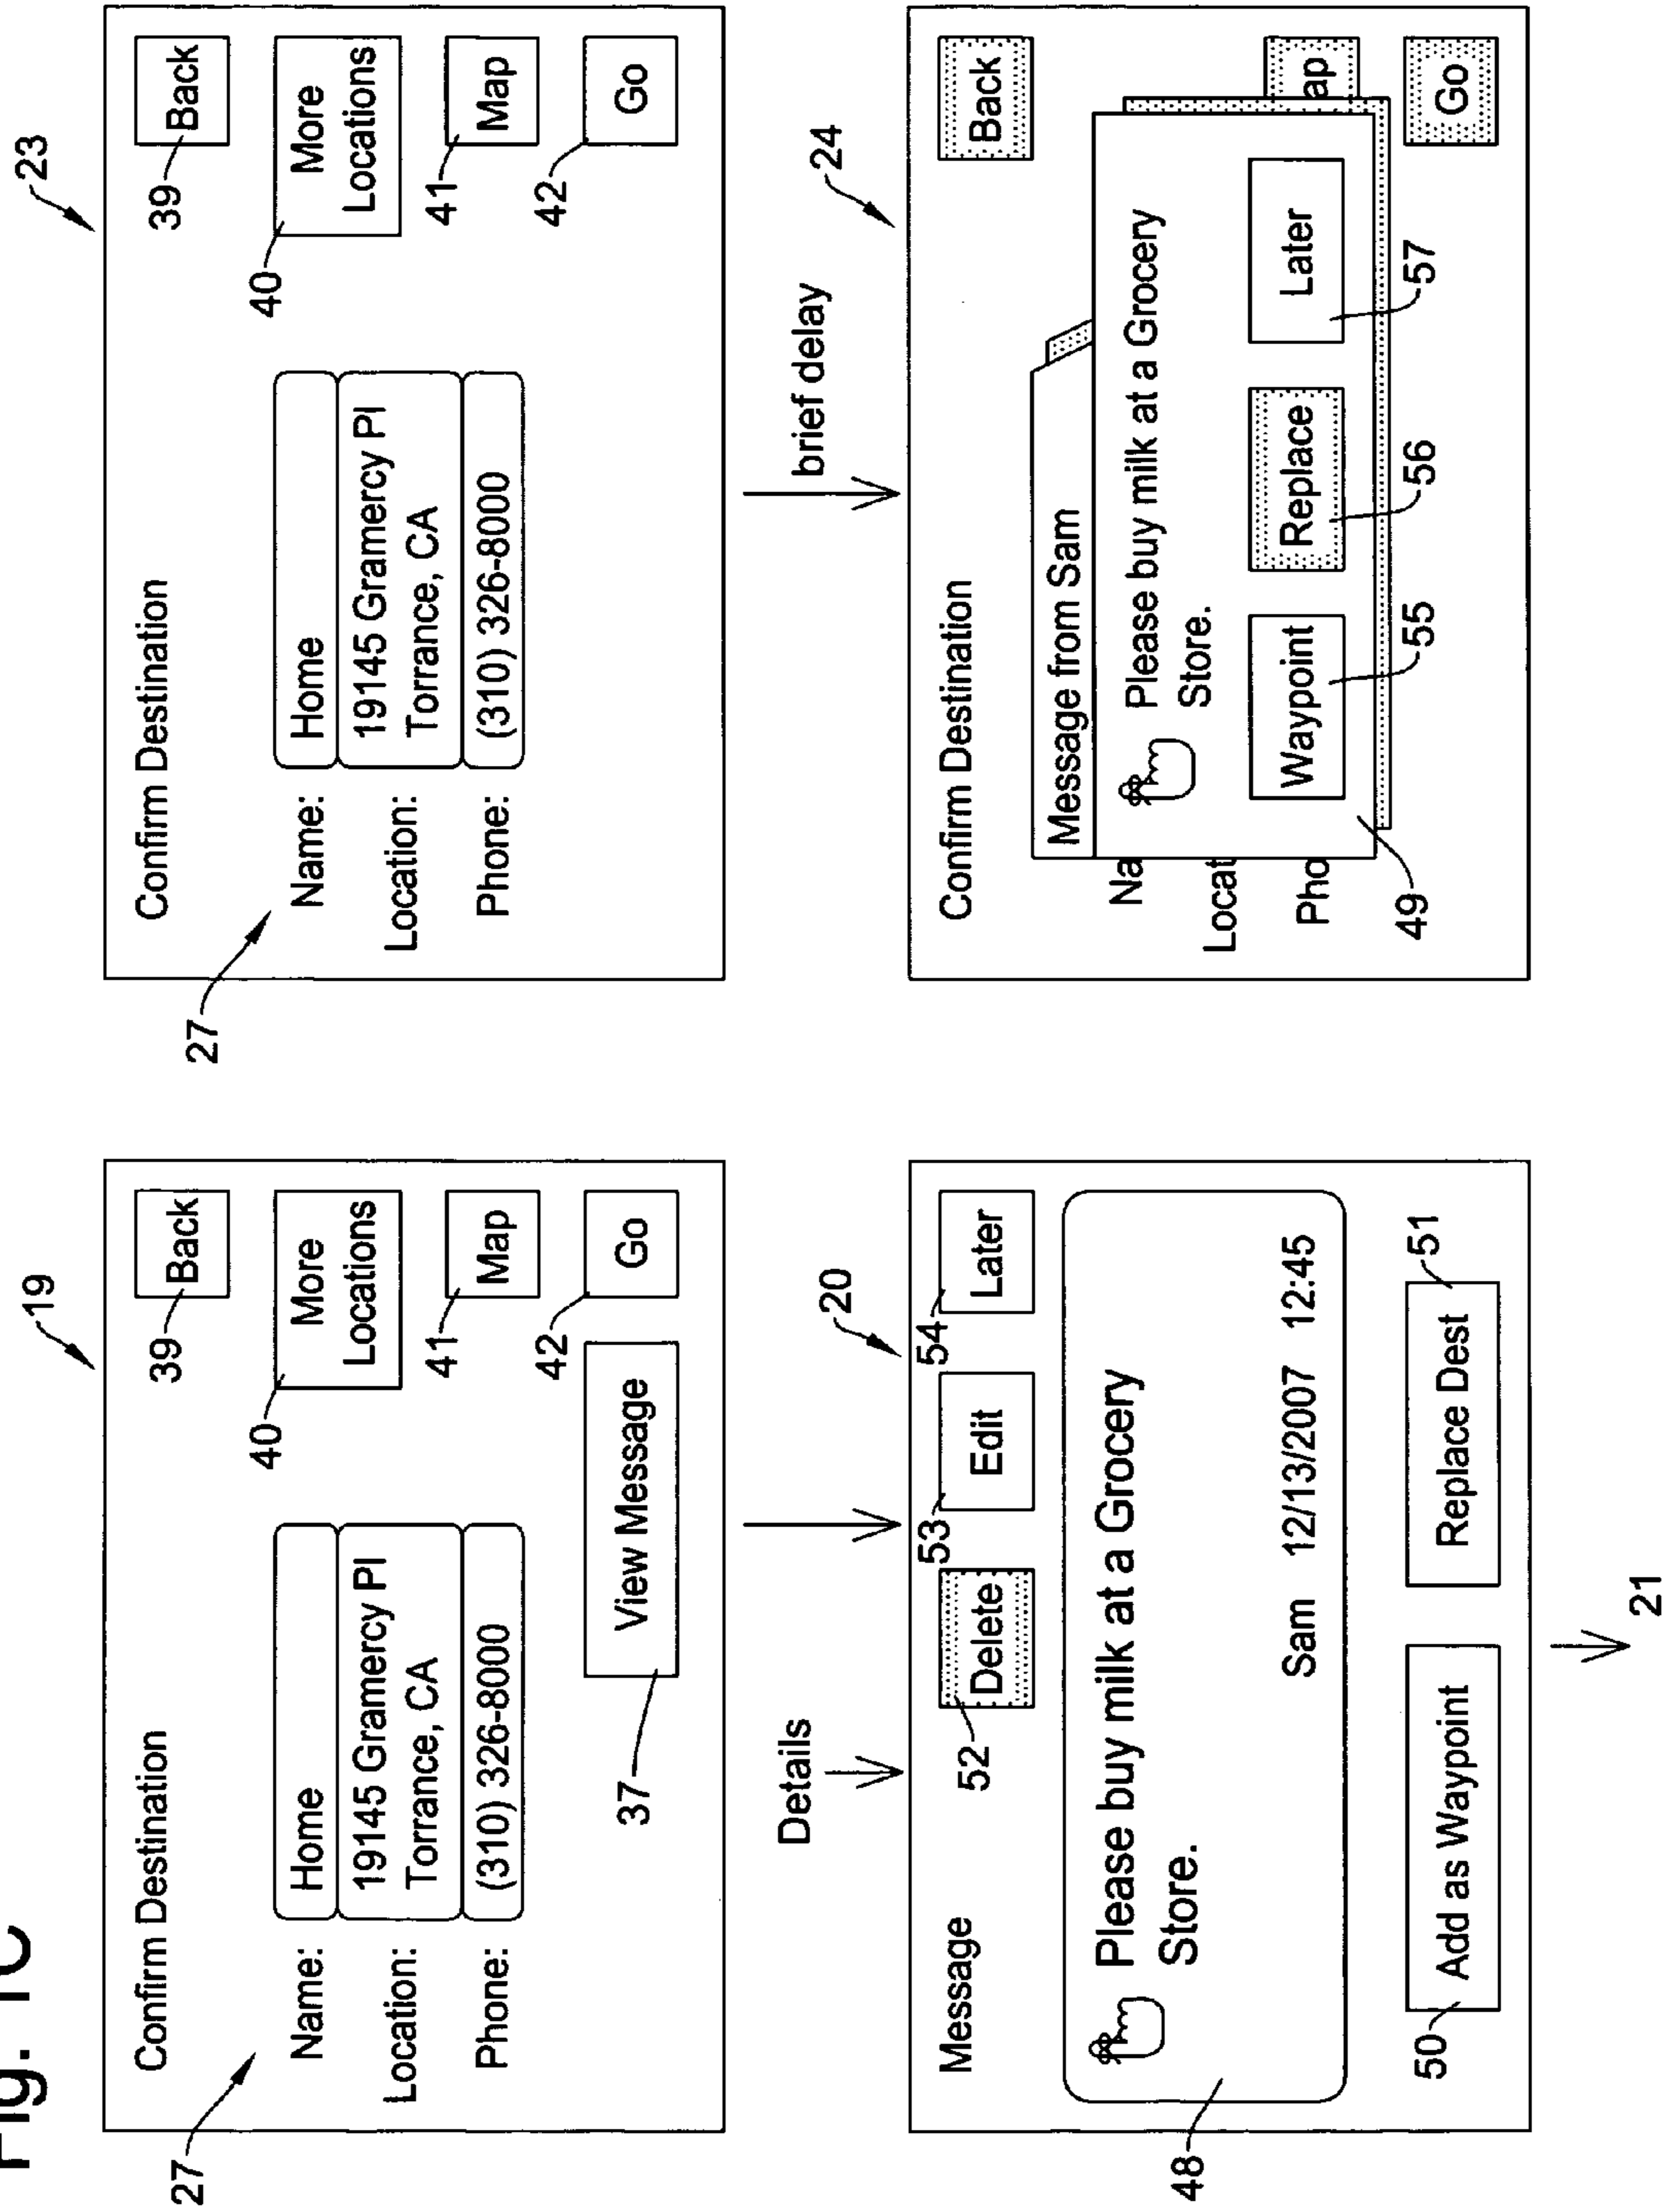 Fig. 1C
19
Confirm Destination
Back
39
27
Name:
Home
More
Locations
40
Location:
19145 Gramercy Pl
Torrance, CA
Map
41
Phone:
(310) 326-8000
42
Go
View Message
37
Details
20
Message
Delete
Edit
Later
52
53
54
Please buy milk at a Grocery
Store.
Sam 12/13/2007 12:45
48
Add as Waypoint
Replace Dest
50
51
21
23
Confirm Destination
Back
39
27
Name:
Home
More
Locations
40
Location:
19145 Gramercy Pl
Torrance, CA
Map
41
Phone:
(310) 326-8000
42
Go
brief delay
24
Confirm Destination
Back
Message from Sam
Na
Please buy milk at a Grocery
Locat
Store.
Pho
Waypoint
Replace
Later
ap
49
55
56
57
Go